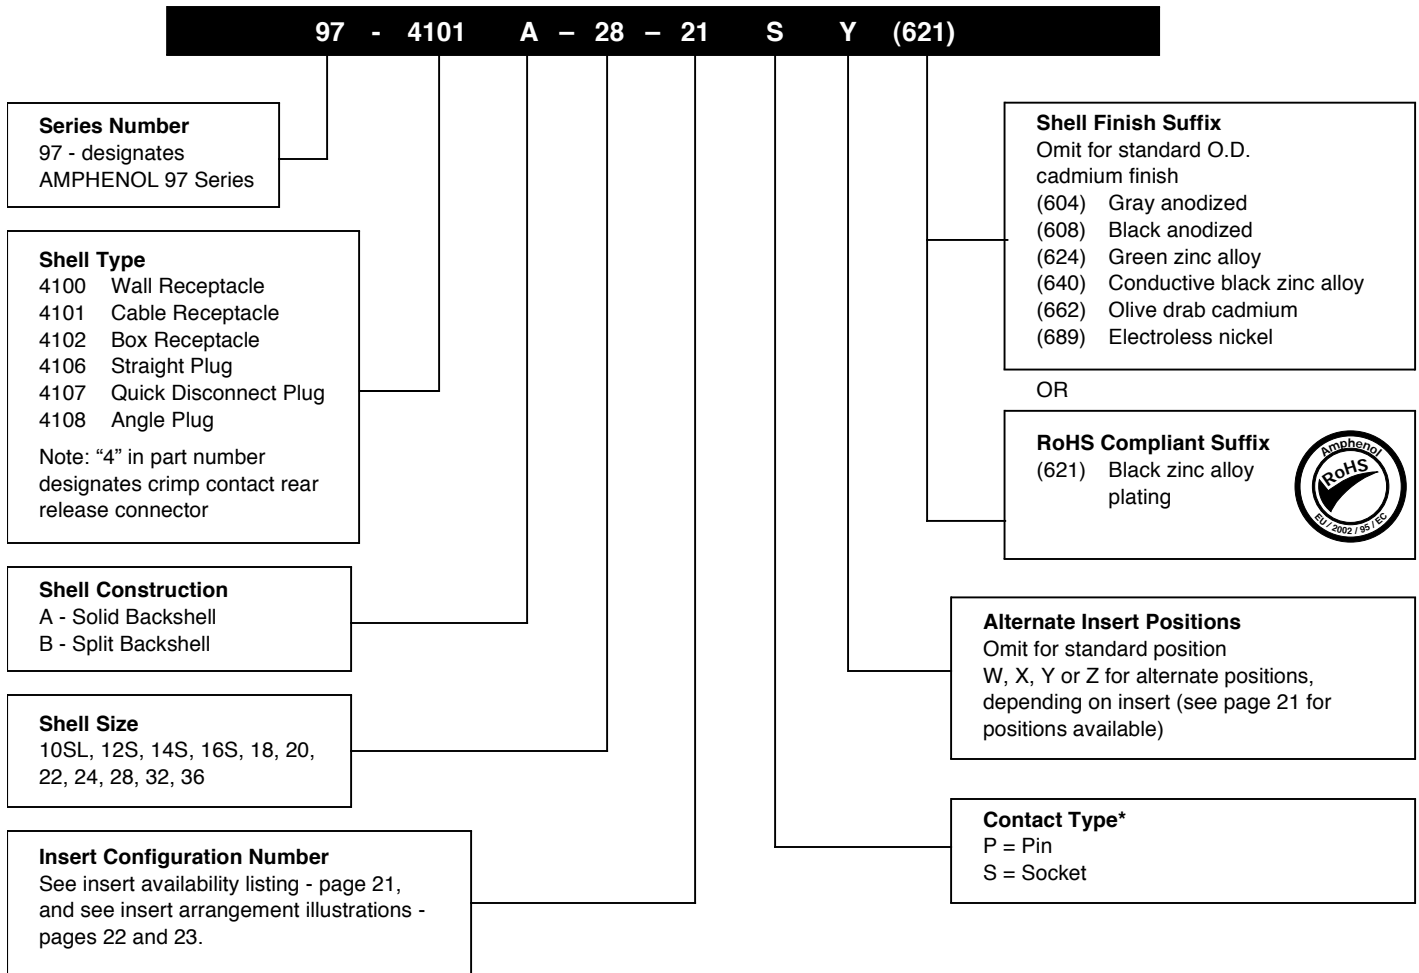 97 - 4101 A – 28 – 21 S Y (621)
Series Number
97 - designates
AMPHENOL 97 Series
Shell Type
4100 Wall Receptacle
4101 Cable Receptacle
4102 Box Receptacle
4106 Straight Plug
4107 Quick Disconnect Plug
4108 Angle Plug
Note: “4” in part number
designates crimp contact rear
release connector
Shell Construction
A - Solid Backshell
B - Split Backshell
Shell Size
10SL, 12S, 14S, 16S, 18, 20,
22, 24, 28, 32, 36
Insert Configuration Number
See insert availability listing - page 21,
and see insert arrangement illustrations -
pages 22 and 23.
Shell Finish Suffix
Omit for standard O.D.
cadmium finish
(604) Gray anodized
(608) Black anodized
(624) Green zinc alloy
(640) Conductive black zinc alloy
(662) Olive drab cadmium
(689) Electroless nickel
OR
RoHS Compliant Suffix
(621) Black zinc alloy
plating
Amphenol
RoHS
EU / 2002 / 95 / EC
Alternate Insert Positions
Omit for standard position
W, X, Y or Z for alternate positions,
depending on insert (see page 21 for
positions available)
Contact Type*
P = Pin
S = Socket